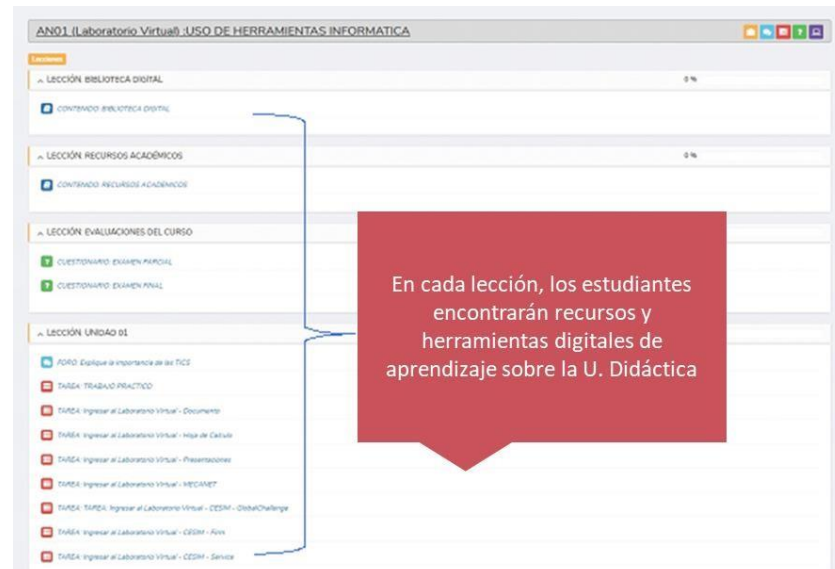 AN01 (Laboratorio Virtual) :USO DE HERRAMIENTAS INFORMATICA
Lecciones
LECCIÓN: BIBLIOTECA DIGITAL
0 %
CONTENIDO: BIBLIOTECA DIGITAL
LECCIÓN: RECURSOS ACADÉMICOS
0 %
CONTENIDO: RECURSOS ACADÉMICOS
LECCIÓN: EVALUACIONES DEL CURSO
CUESTIONARIO: EXAMEN PARCIAL
CUESTIONARIO: EXAMEN FINAL
En cada lección, los estudiantes
encontrarán recursos y
herramientas digitales de
aprendizaje sobre la U. Didáctica
LECCIÓN: UNIDAD 01
FORO: Explique la importancia de las TICS
TAREA: TRABAJO PRACTICO
TAREA: Ingresar al Laboratorio Virtual - Documento
TAREA: Ingresar al Laboratorio Virtual - Hoja de Calculo
TAREA: Ingresar al Laboratorio Virtual - Presentaciones
TAREA: Ingresar al Laboratorio Virtual - MECANET
TAREA: TAREA: Ingresar al Laboratorio Virtual - CESIM - GlobalChallenge
TAREA: Ingresar al Laboratorio Virtual - CESIM - Firm
TAREA: Ingresar al Laboratorio Virtual - CESIM - Service